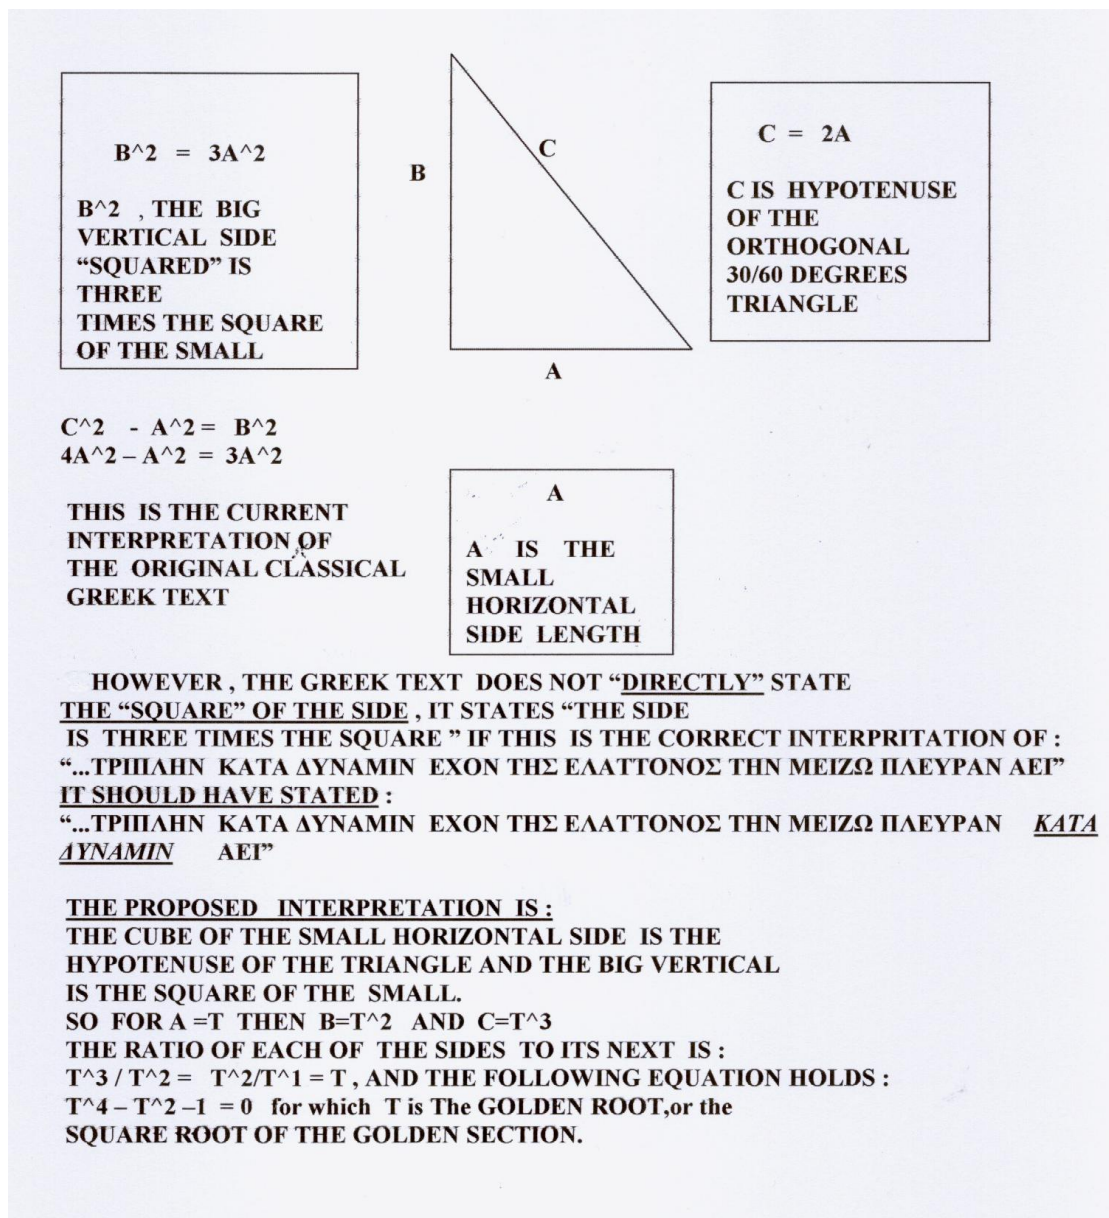 B^2 = 3A^2
B^2 , THE BIG
VERTICAL SIDE
“SQUARED” IS
THREE
TIMES THE SQUARE
OF THE SMALL
B
C
A
C = 2A
C IS HYPOTENUSE
OF THE
ORTHOGONAL
30/60 DEGREES
TRIANGLE
C^2 - A^2 = B^2
4A^2 – A^2 = 3A^2
THIS IS THE CURRENT
INTERPRETATION OF
THE ORIGINAL CLASSICAL
GREEK TEXT
A
A IS THE
SMALL
HORIZONTAL
SIDE LENGTH
HOWEVER , THE GREEK TEXT DOES NOT “DIRECTLY” STATE
THE “SQUARE” OF THE SIDE , IT STATES “THE SIDE
IS THREE TIMES THE SQUARE ” IF THIS IS THE CORRECT INTERPRITATION OF :
“...ΤΡΙΠΛΗΝ ΚΑΤΑ ΔΥΝΑΜΙΝ ΕΧΟΝ ΤΗΣ ΕΛΑΤΤΟΝΟΣ ΤΗΝ ΜΕΙΖΩ ΠΛΕΥΡΑΝ ΑΕΙ”
IT SHOULD HAVE STATED :
“...ΤΡΙΠΛΗΝ ΚΑΤΑ ΔΥΝΑΜΙΝ ΕΧΟΝ ΤΗΣ ΕΛΑΤΤΟΝΟΣ ΤΗΝ ΜΕΙΖΩ ΠΛΕΥΡΑΝ ΚΑΤΑ
ΔΥΝΑΜΙΝ ΑΕΙ”
THE PROPOSED INTERPRETATION IS :
THE CUBE OF THE SMALL HORIZONTAL SIDE IS THE
HYPOTENUSE OF THE TRIANGLE AND THE BIG VERTICAL
IS THE SQUARE OF THE SMALL.
SO FOR A =T THEN B=T^2 AND C=T^3
THE RATIO OF EACH OF THE SIDES TO ITS NEXT IS :
T^3 / T^2 = T^2/T^1 = T , AND THE FOLLOWING EQUATION HOLDS :
T^4 – T^2 –1 = 0 for which T is The GOLDEN ROOT,or the
SQUARE ROOT OF THE GOLDEN SECTION.